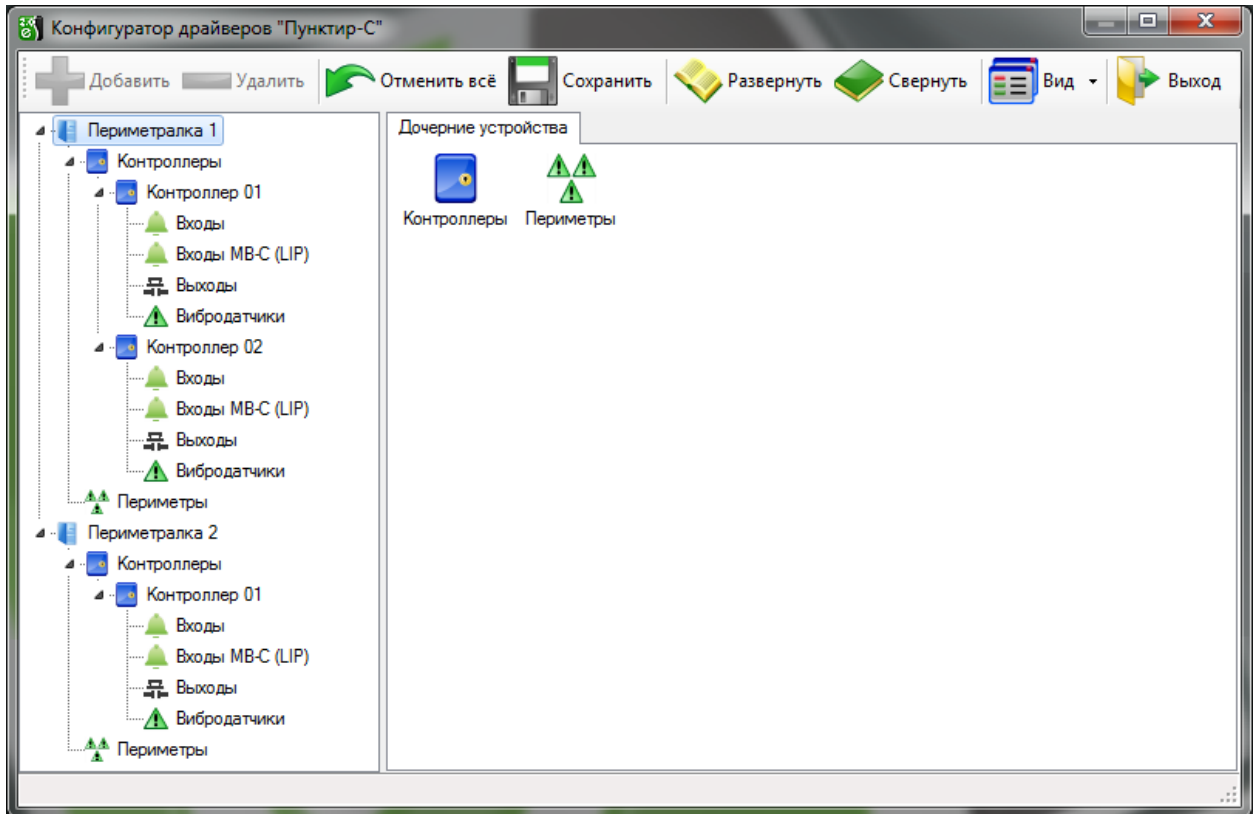 Конфигуратор драйверов "Пунктир-С"
Добавить Удалить Отменить всё Сохранить Развернуть Свернуть Вид Выход
Периметралка 1
Контроллеры
Контроллер 01
Входы
Входы МВ-С (LIP)
Выходы
Вибродатчики
Контроллер 02
Входы
Входы МВ-С (LIP)
Выходы
Вибродатчики
Периметры
Периметралка 2
Контроллеры
Контроллер 01
Входы
Входы МВ-С (LIP)
Выходы
Вибродатчики
Периметры
Дочерние устройства
Контроллеры Периметры